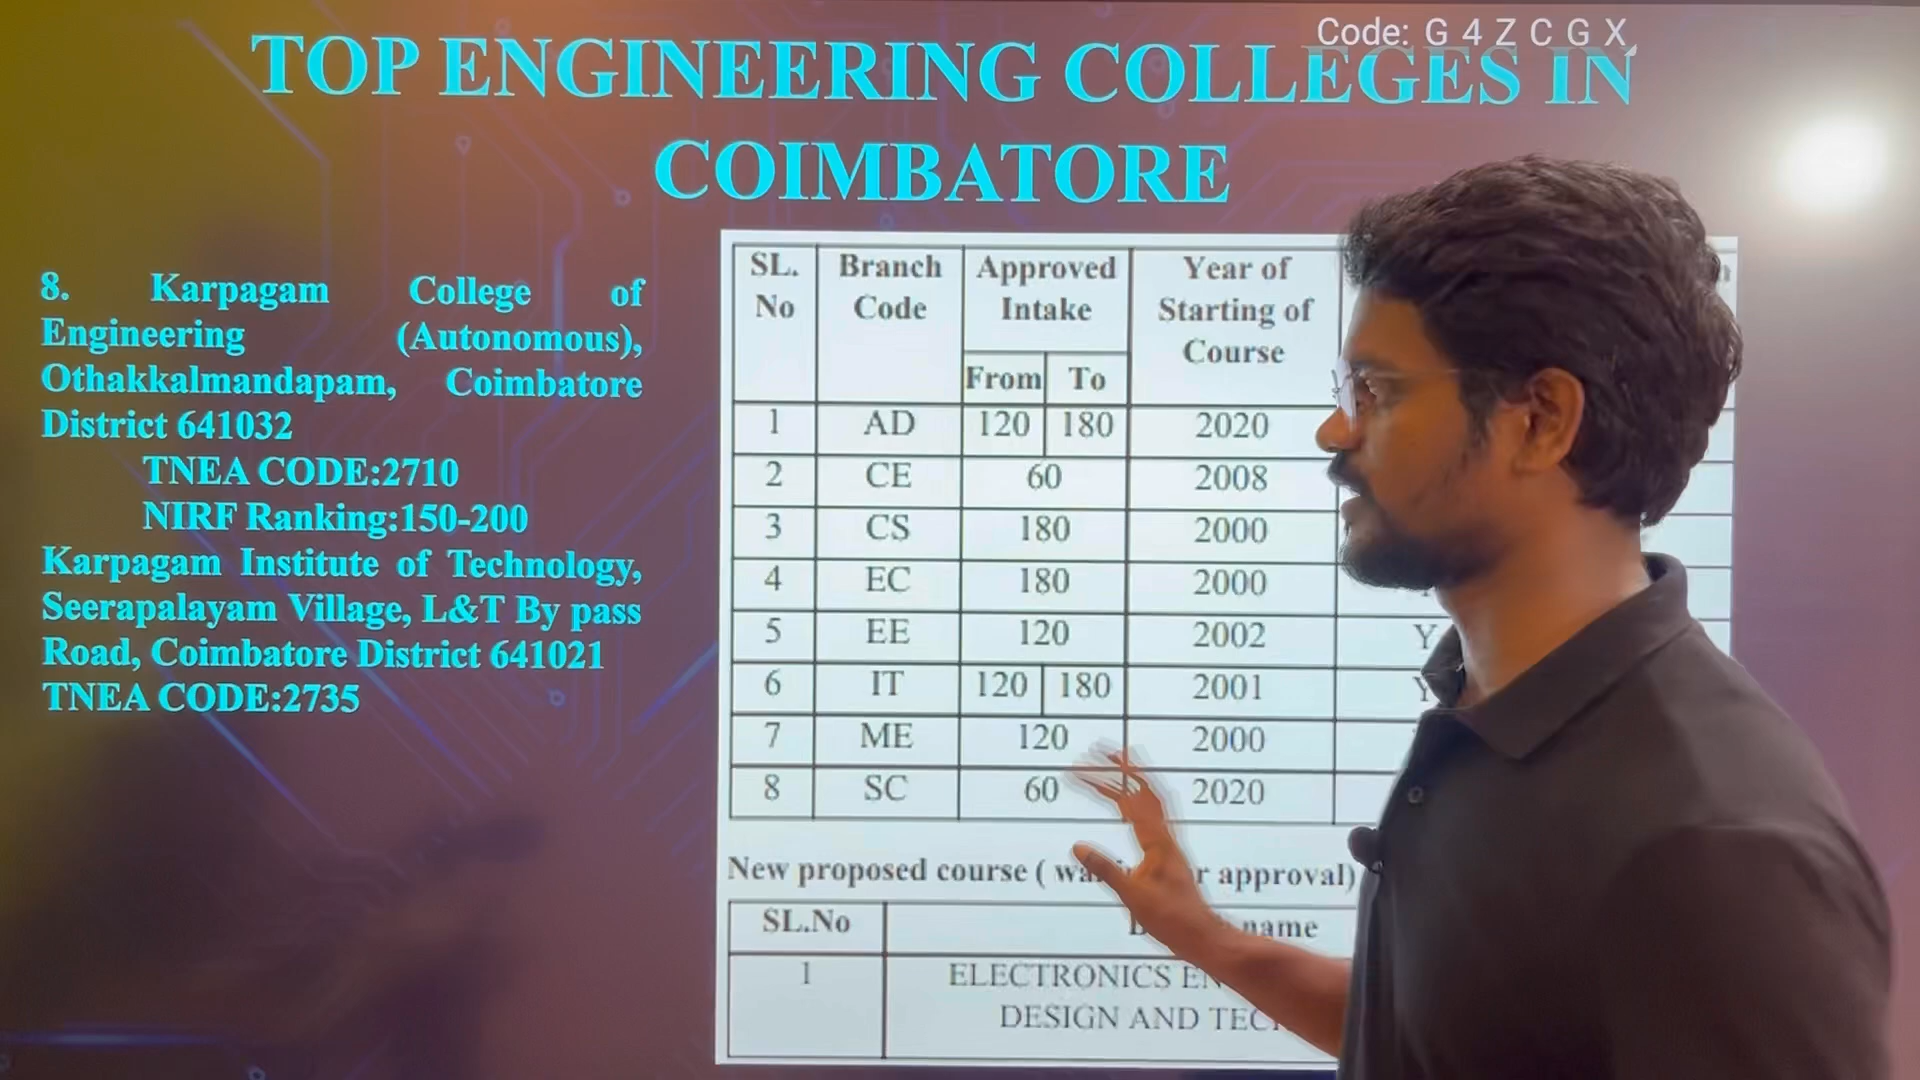 Code: G 4 Z C G X
TOP ENGINEERING COLLEGES IN
COIMBATORE
8. Karpagam College of
Engineering (Autonomous),
Othakkalmandapam, Coimbatore
District 641032
TNEA CODE:2710
NIRF Ranking:150-200
Karpagam Institute of Technology,
Seerapalayam Village, L&T By pass
Road, Coimbatore District 641021
TNEA CODE:2735
SL. No Branch Code Approved Intake Year of Starting of Course
From To
1 AD 120 180 2020
2 CE 60 2008
3 CS 180 2000
4 EC 180 2000
5 EE 120 2002 Y
6 IT 120 180 2001 Y
7 ME 120 2000
8 SC 60 2020
New proposed course ( approval)
SL.No name
1 ELECTRONICS
DESIGN AND